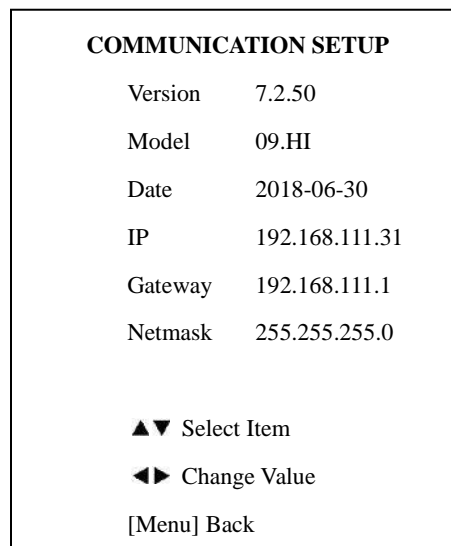 COMMUNICATION SETUP
Version 7.2.50
Model 09.HI
Date 2018-06-30
IP 192.168.111.31
Gateway 192.168.111.1
Netmask 255.255.255.0
▲▼ Select Item
◀▶ Change Value
[Menu] Back